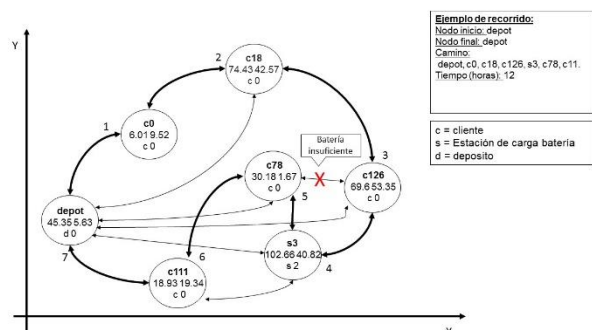 Y
2
c18
74.43 42.57
c 0
1
c0
6.01 9.52
c 0
Batería
insuficiente
X
3
c78
30.18 1.67
c 0
c126
69.6 53.35
c 0
5
depot
45.35 5.63
d 0
s3
102.66 40.82
s 2
6
4
7
c111
18.93 19.34
c 0
Ejemplo de recorrido:
Nodo inicio: depot
Nodo final: depot
Camino:
depot, c0, c18, c126, s3, c78, c11.
Tiempo (horas): 12
c = cliente
s = Estación de carga batería
d = deposito